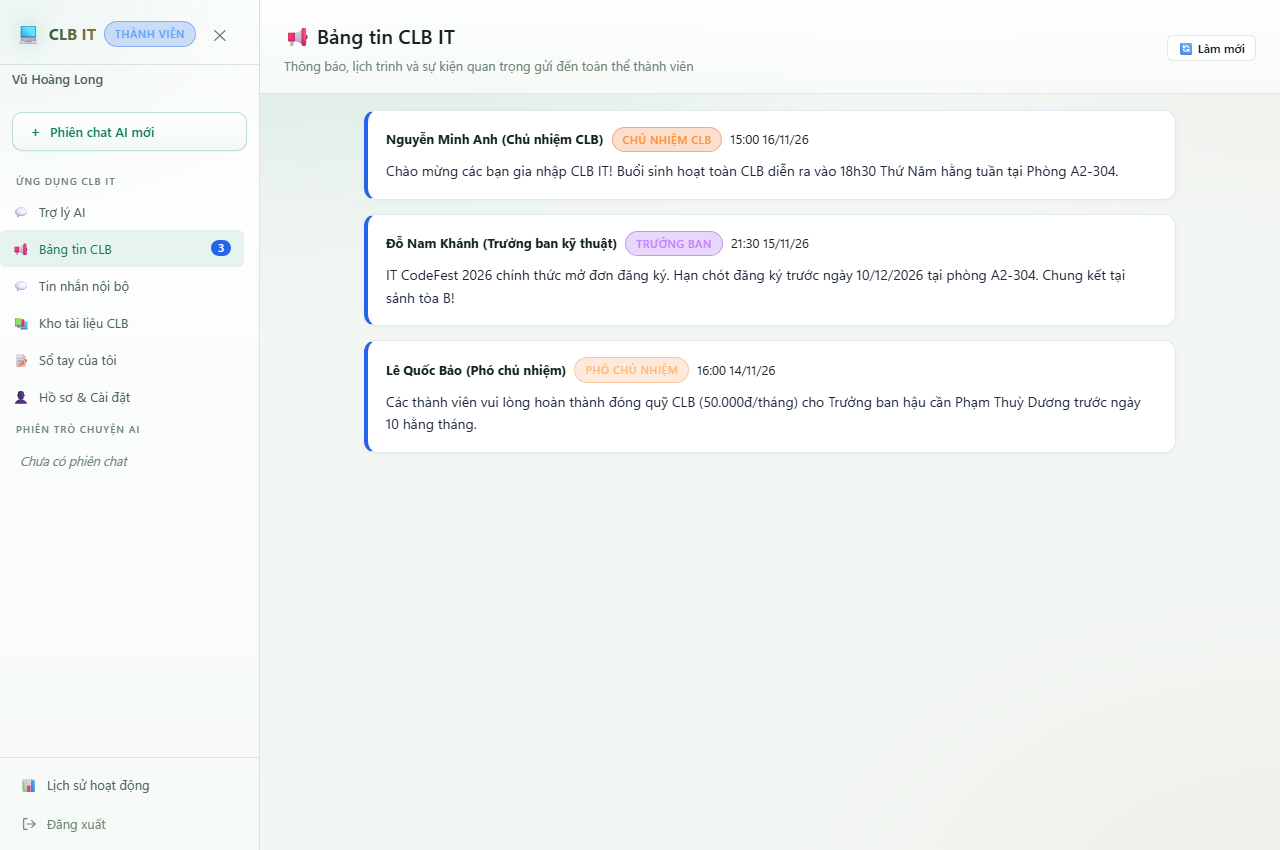 CLB IT THÀNH VIÊN
Vũ Hoàng Long
+ Phiên chat AI mới
ỨNG DỤNG CLB IT
Trợ lý AI
Bảng tin CLB 3
Tin nhắn nội bộ
Kho tài liệu CLB
Sổ tay của tôi
Hồ sơ & Cài đặt
PHIÊN TRÒ CHUYỆN AI
Chưa có phiên chat
Lịch sử hoạt động
Đăng xuất
Bảng tin CLB IT
Thông báo, lịch trình và sự kiện quan trọng gửi đến toàn thể thành viên
Làm mới
Nguyễn Minh Anh (Chủ nhiệm CLB) CHỦ NHIỆM CLB 15:00 16/11/26
Chào mừng các bạn gia nhập CLB IT! Buổi sinh hoạt toàn CLB diễn ra vào 18h30 Thứ Năm hằng tuần tại Phòng A2-304.
Đỗ Nam Khánh (Trưởng ban kỹ thuật) TRƯỞNG BAN 21:30 15/11/26
IT CodeFest 2026 chính thức mở đơn đăng ký. Hạn chót đăng ký trước ngày 10/12/2026 tại phòng A2-304. Chung kết tại
sảnh tòa B!
Lê Quốc Bảo (Phó chủ nhiệm) PHÓ CHỦ NHIỆM 16:00 14/11/26
Các thành viên vui lòng hoàn thành đóng quỹ CLB (50.000đ/tháng) cho Trưởng ban hậu cần Phạm Thuỳ Dương trước ngày
10 hằng tháng.